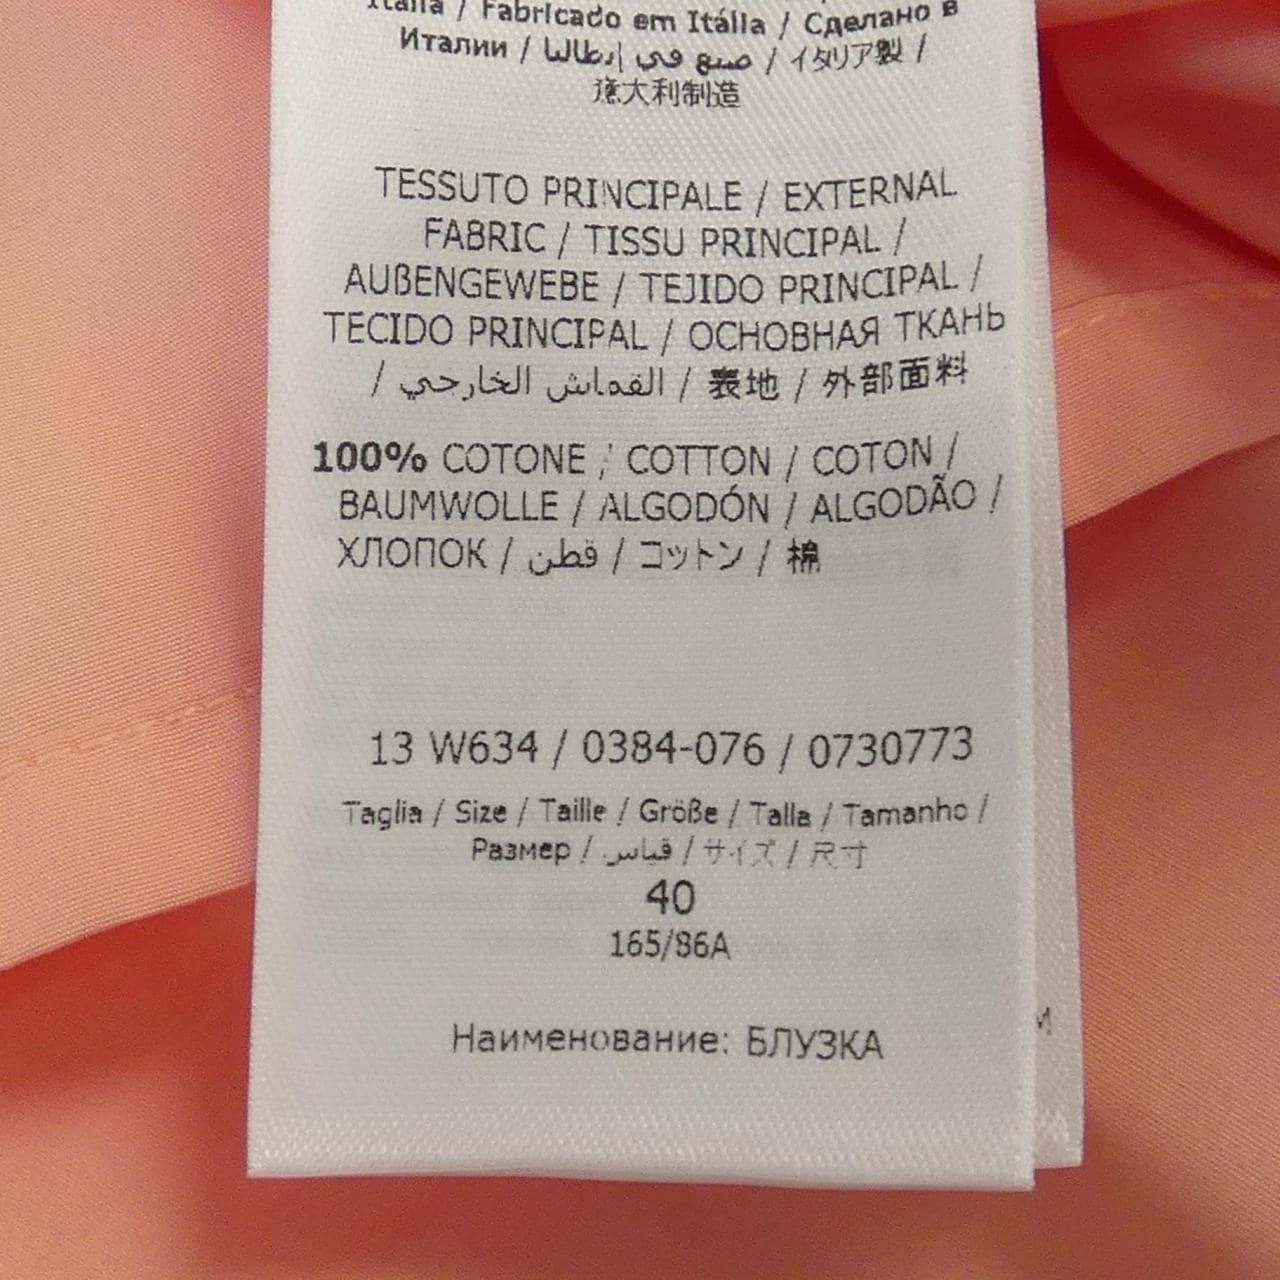 Italia / Fabricado em Itália / Сделано в
Италии / صنع في إيطاليا / イタリア製 /
意大利制造
TESSUTO PRINCIPALE / EXTERNAL
FABRIC / TISSU PRINCIPAL /
AUßENGEWEBE / TEJIDO PRINCIPAL /
TECIDO PRINCIPAL / ОСНОВНАЯ ТКАНЬ
/ القماش الخارجي / 表地 / 外部面料
100% COTONE / COTTON / COTON /
BAUMWOLLE / ALGODÓN / ALGODÃO /
ХЛОПОК / قطن / コットン / 棉
13 W634 / 0384-076 / 0730773
Taglia / Size / Taille / Größe / Talla / Tamanho /
Размер / قياس / サイズ / 尺寸
40
165/86A
Наименование: БЛУЗКА